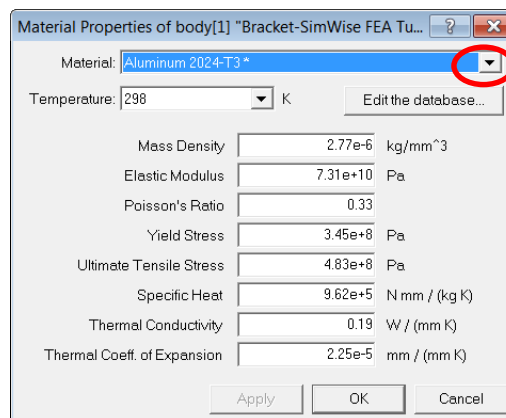 Material Properties of body[1] "Bracket-SimWise FEA Tu...
Material: Aluminum 2024-T3 *
Temperature: 298 K Edit the database...
Mass Density 2.77e-6 kg/mm^3
Elastic Modulus 7.31e+10 Pa
Poisson's Ratio 0.33
Yield Stress 3.45e+8 Pa
Ultimate Tensile Stress 4.83e+8 Pa
Specific Heat 9.62e+5 N mm / (kg K)
Thermal Conductivity 0.19 W / (mm K)
Thermal Coeff. of Expansion 2.25e-5 mm / (mm K)
Apply OK Cancel